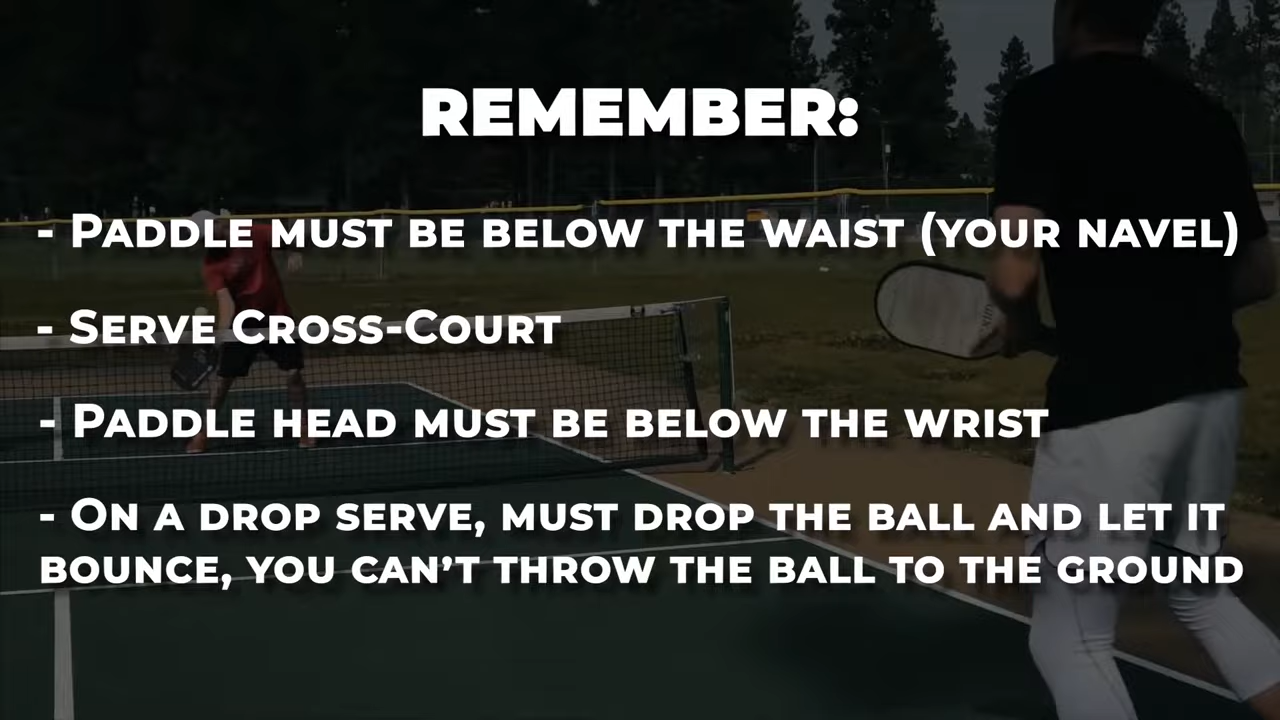 REMEMBER:
- PADDLE MUST BE BELOW THE WAIST (YOUR NAVEL)
- SERVE CROSS-COURT
- PADDLE HEAD MUST BE BELOW THE WRIST
- ON A DROP SERVE, MUST DROP THE BALL AND LET IT
BOUNCE, YOU CAN'T THROW THE BALL TO THE GROUND